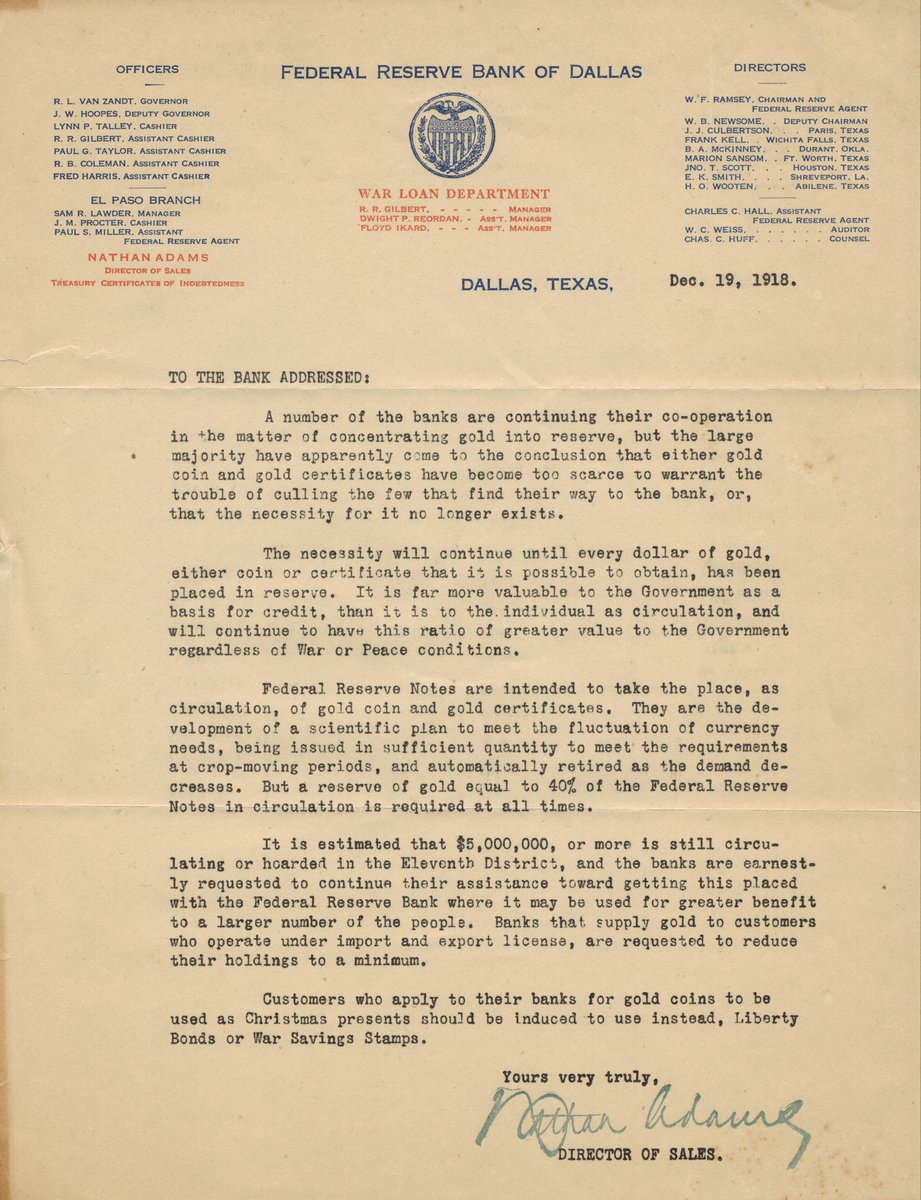 OFFICERS
R. L. VAN ZANDT, GOVERNOR
J. W. HOOPES, DEPUTY GOVERNOR
LYNN P. TALLEY, CASHIER
R. R. GILBERT, ASSISTANT CASHIER
PAUL G. TAYLOR, ASSISTANT CASHIER
R. B. COLEMAN, ASSISTANT CASHIER
FRED HARRIS, ASSISTANT CASHIER
EL PASO BRANCH
SAM R. LAWDER, MANAGER
J. M. PROCTER, CASHIER
PAUL S. MILLER, ASSISTANT
FEDERAL RESERVE AGENT
NATHAN ADAMS
DIRECTOR OF SALES
TREASURY CERTIFICATES OF INDEBTEDNESS
FEDERAL RESERVE BANK OF DALLAS
WAR LOAN DEPARTMENT
R. R. GILBERT, - - - - - MANAGER
DWIGHT P. REORDAN. - ASS'T. MANAGER
FLOYD IKARD, - - - ASS'T. MANAGER
DIRECTORS
W. F. RAMSEY, CHAIRMAN AND
FEDERAL RESERVE AGENT
W. B. NEWSOME, . DEPUTY CHAIRMAN
J. J. CULBERTSON, . . PARIS, TEXAS
FRANK KELL, . WICHITA FALLS, TEXAS
B. A. McKINNEY, . . DURANT, OKLA.
MARION SANSOM, . FT. WORTH, TEXAS
JNO. T. SCOTT, . . HOUSTON, TEXAS
E. K. SMITH, . . . SHREVEPORT, LA.
H. O. WOOTEN, . . ABILENE, TEXAS
CHARLES C. HALL, ASSISTANT
FEDERAL RESERVE AGENT
W. C. WEISS, . . . . . . AUDITOR
CHAS. C. HUFF, . . . . . . COUNSEL
DALLAS, TEXAS, Dec. 19, 1918.
TO THE BANK ADDRESSED:
A number of the banks are continuing their co-operation
in the matter of concentrating gold into reserve, but the large
majority have apparently come to the conclusion that either gold
coin and gold certificates have become too scarce to warrant the
trouble of culling the few that find their way to the bank, or,
that the necessity for it no longer exists.
The necessity will continue until every dollar of gold,
either coin or certificate that it is possible to obtain, has been
placed in reserve. It is far more valuable to the Government as a
basis for credit, than it is to the individual as circulation, and
will continue to have this ratio of greater value to the Government
regardless of War or Peace conditions.
Federal Reserve Notes are intended to take the place, as
circulation, of gold coin and gold certificates. They are the de-
velopment of a scientific plan to meet the fluctuation of currency
needs, being issued in sufficient quantity to meet the requirements
at crop-moving periods, and automatically retired as the demand de-
creases. But a reserve of gold equal to 40% of the Federal Reserve
Notes in circulation is required at all times.
It is estimated that $5,000,000, or more is still circu-
lating or hoarded in the Eleventh District, and the banks are earnest-
ly requested to continue their assistance toward getting this placed
with the Federal Reserve Bank where it may be used for greater benefit
to a larger number of the people. Banks that supply gold to customers
who operate under import and export license, are requested to reduce
their holdings to a minimum.
Customers who apply to their banks for gold coins to be
used as Christmas presents should be induced to use instead, Liberty
Bonds or War Savings Stamps.
Yours very truly,
Nathan Adams
DIRECTOR OF SALES.